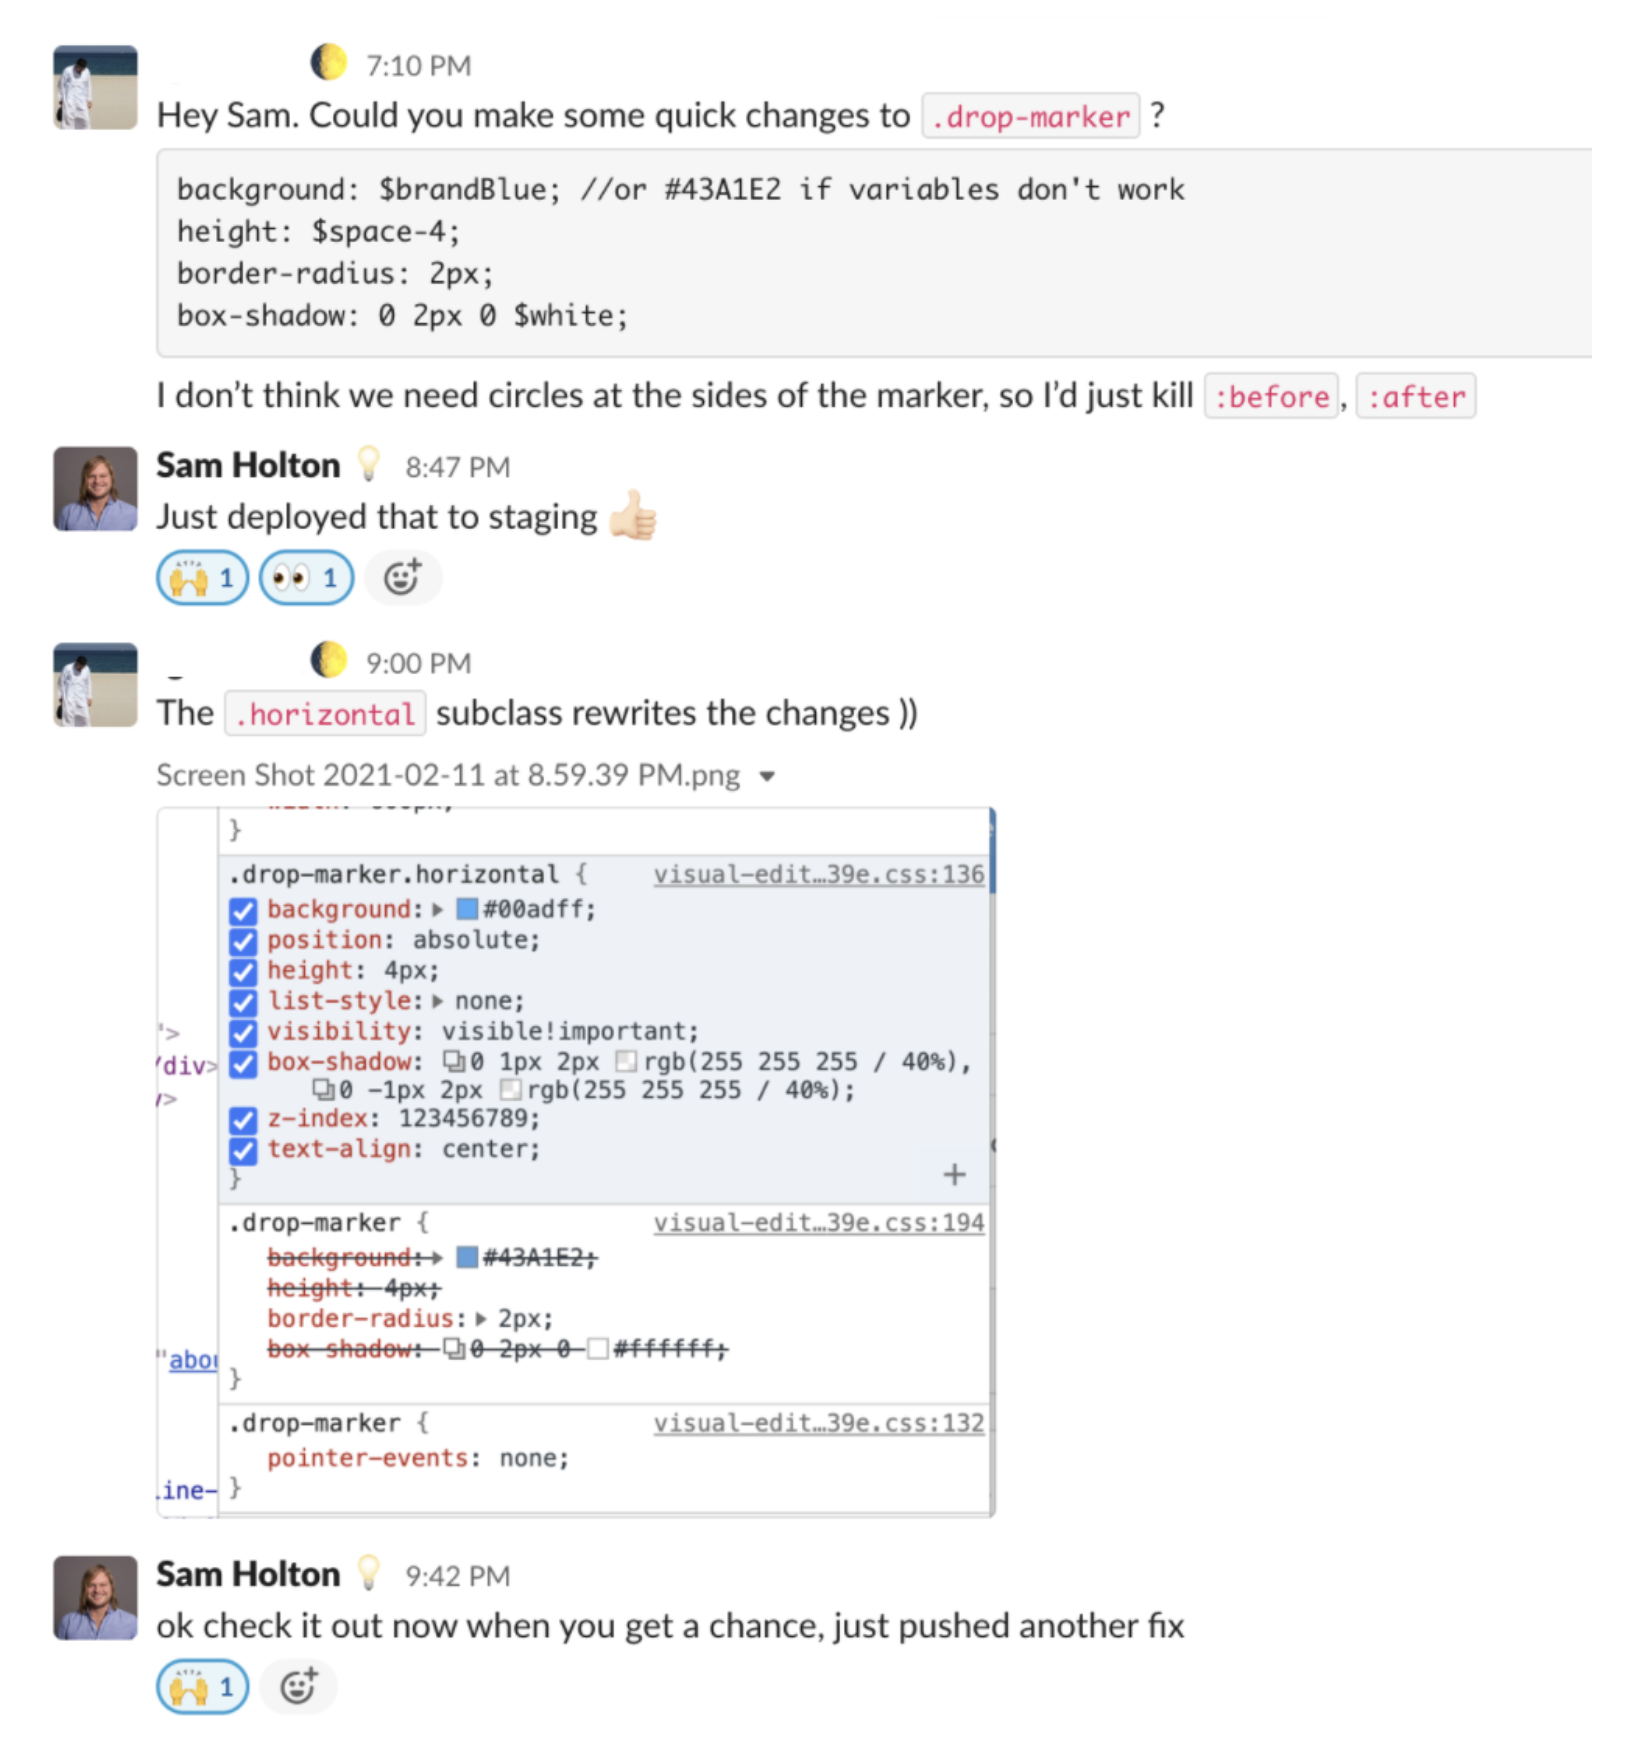 7:10 PM
Hey Sam. Could you make some quick changes to .drop-marker ?
background: $brandBlue; //or #43A1E2 if variables don't work
height: $space-4;
border-radius: 2px;
box-shadow: 0 2px 0 $white;
I don’t think we need circles at the sides of the marker, so I’d just kill :before, :after
Sam Holton 8:47 PM
Just deployed that to staging
1 1
9:00 PM
The .horizontal subclass rewrites the changes ))
Screen Shot 2021-02-11 at 8.59.39 PM.png
}
.drop-marker.horizontal { visual-edit…39e.css:136
background: #00adff;
position: absolute;
height: 4px;
list-style: none;
visibility: visible!important;
box-shadow: 0 1px 2px rgb(255 255 255 / 40%),
0 -1px 2px rgb(255 255 255 / 40%);
z-index: 123456789;
text-align: center;
}
.drop-marker { visual-edit…39e.css:194
background: #43A1E2;
height: 4px;
border-radius: 2px;
box-shadow: 0 2px 0 #ffffff;
}
.drop-marker { visual-edit…39e.css:132
pointer-events: none;
}
'>
/div>
"abou
ine-
Sam Holton 9:42 PM
ok check it out now when you get a chance, just pushed another fix
1